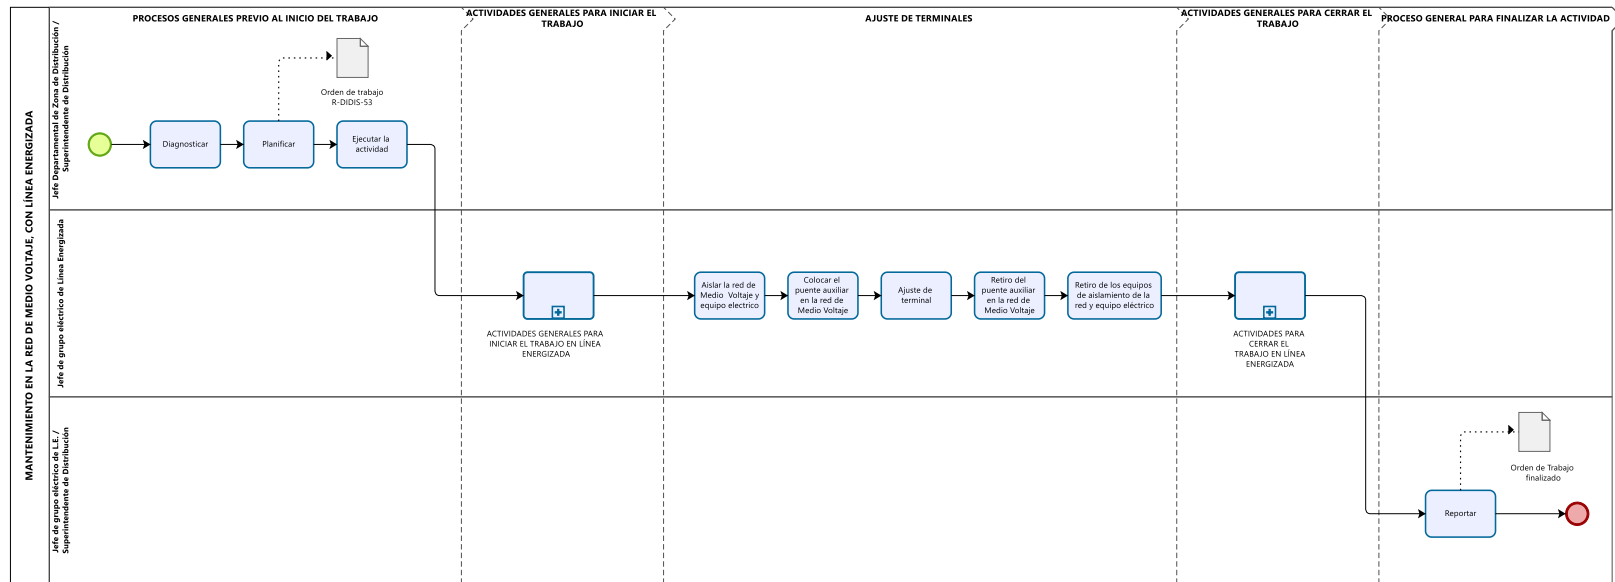 PROCESOS GENERALES PREVIO AL INICIO DEL TRABAJO
ACTIVIDADES GENERALES PARA INICIAR EL
TRABAJO
AJUSTE DE TERMINALES
ACTIVIDADES GENERALES PARA CERRAR EL
TRABAJO
PROCESO GENERAL PARA FINALIZAR LA ACTIVIDAD
MANTENIMIENTO EN LA RED DE MEDIO VOLTAJE, CON LÍNEA ENERGIZADA
Jefe Departamental de Zona de Distribución /
Superintendente de Distribución
Orden de trabajo
R-DIDIS-53
Diagnosticar
Planificar
Ejecutar la
actividad
Jefe de grupo eléctrico de Línea Energizada
ACTIVIDADES GENERALES PARA
INICIAR EL TRABAJO EN LÍNEA
ENERGIZADA
Aislar la red de
Medio  Voltaje y
equipo electrico
Colocar el
puente auxiliar
en la red de
Medio Voltaje
Ajuste de
terminal
Retiro del
puente auxiliar
en la red de
Medio Voltaje
Retiro de los equipos
de aislamiento de la
red y equipo eléctrico
ACTIVIDADES PARA
CERRAR EL
TRABAJO EN LÍNEA
ENERGIZADA
Jefe de grupo eléctrico de L.E. /
Superintendente de Distribución
Orden de Trabajo
finalizado
Reportar